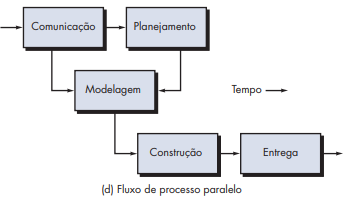 Comunicação
Planejamento
Modelagem
Tempo
Construção
Entrega
(d) Fluxo de processo paralelo